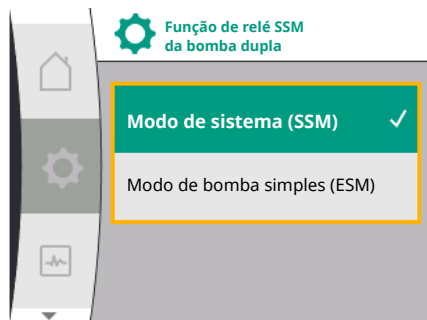 Função de relé SSM
da bomba dupla
Modo de sistema (SSM)
Modo de bomba simples (ESM)